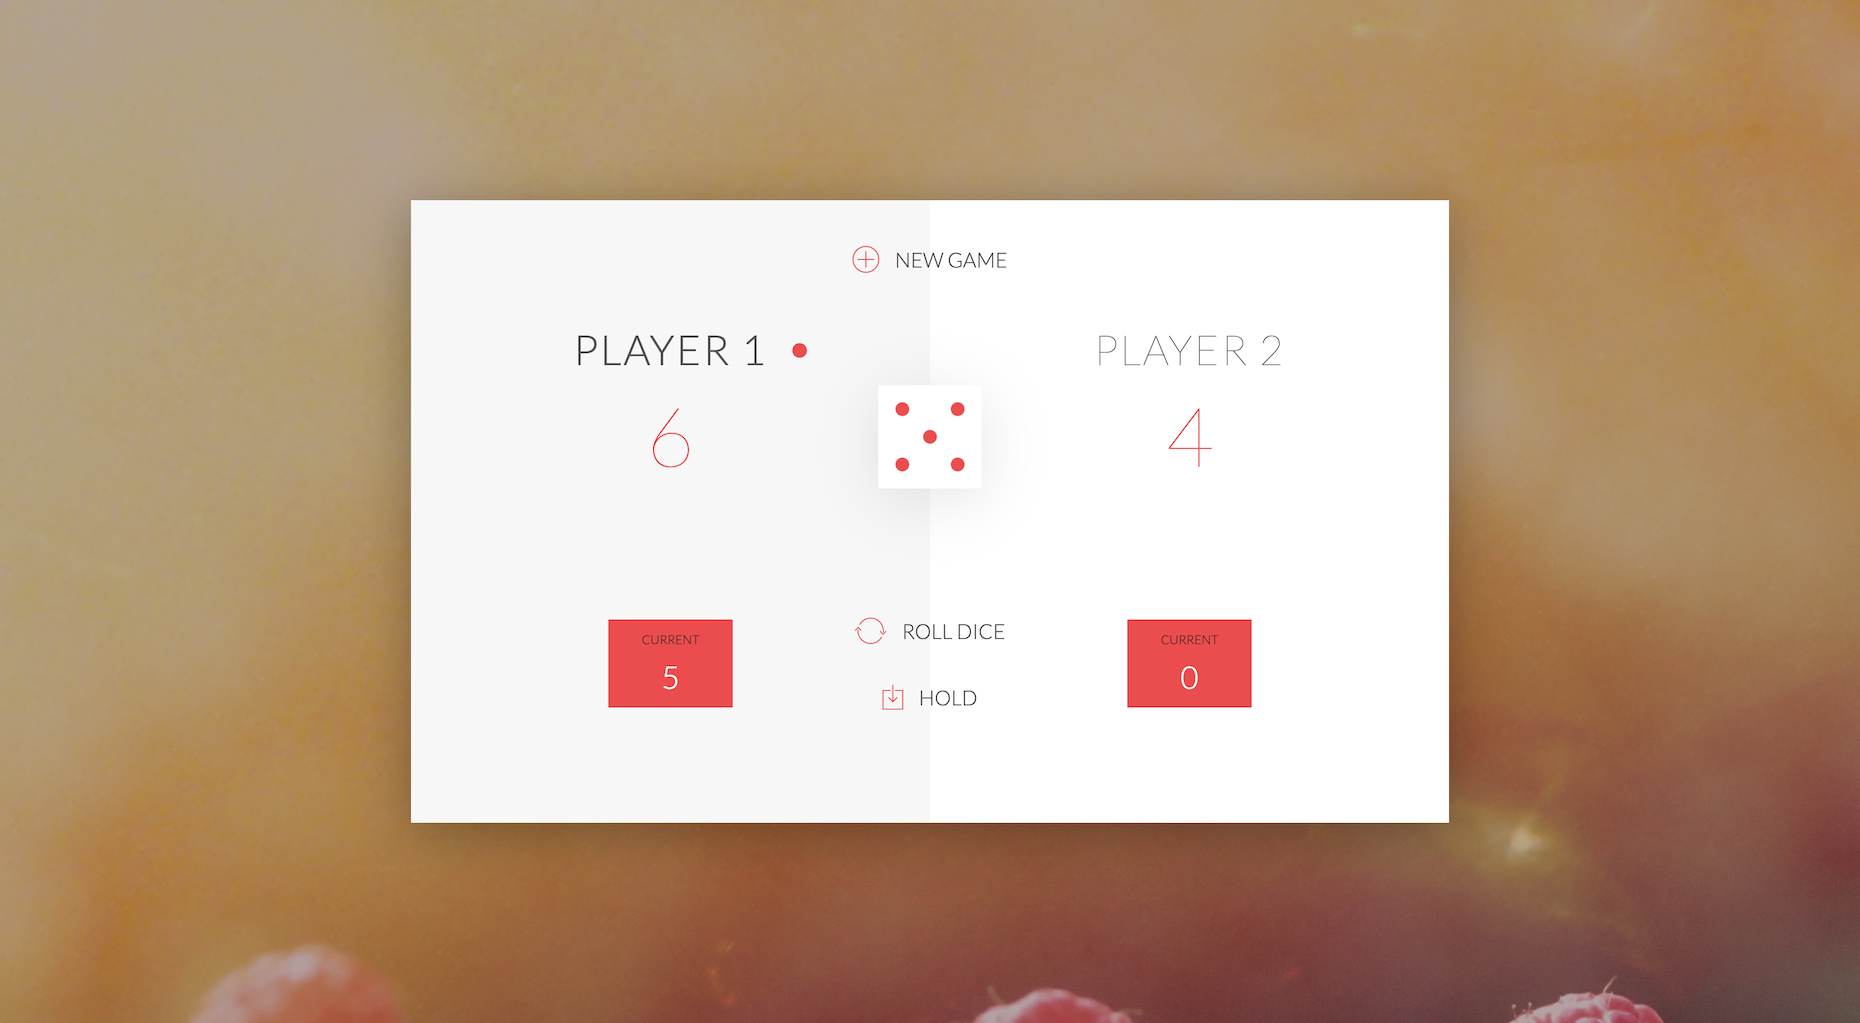 NEW GAME
PLAYER 1
6
PLAYER 2
4
CURRENT
5
ROLL DICE
HOLD
CURRENT
0